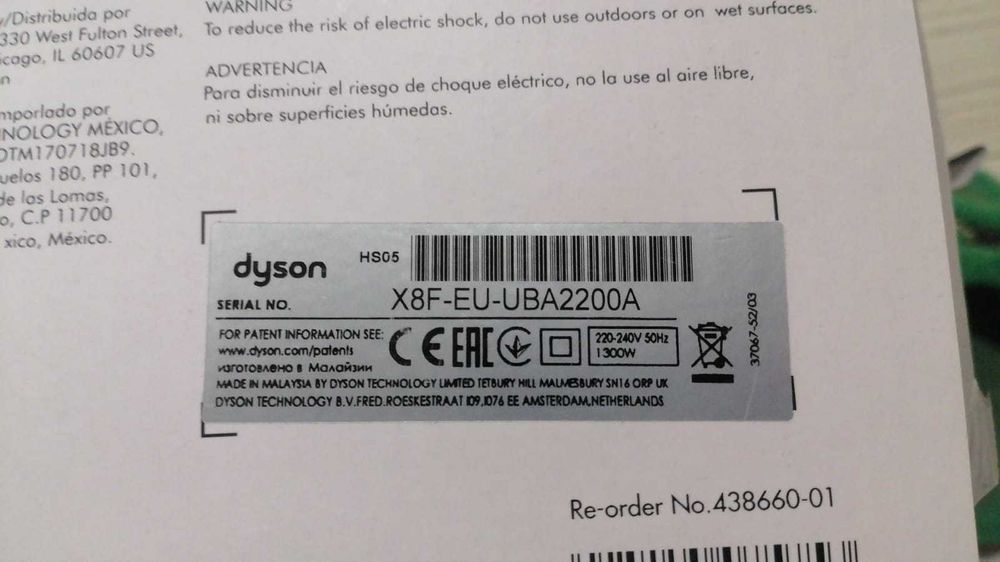 y/Distribuida por
330 West Fulton Street,
icago, IL 60607 US
n
mportado por
NOLOGY MÉXICO,
DTM170718JB9.
uelos 180, PP 101,
de las Lomas,
o, C.P 11700
xico, México.
WARNING
To reduce the risk of electric shock, do not use outdoors or on wet surfaces.
ADVERTENCIA
Para disminuir el riesgo de choque eléctrico, no la use al aire libre,
ni sobre superficies húmedas.
dyson HS05
SERIAL NO. X8F-EU-UBA2200A
FOR PATENT INFORMATION SEE:
www.dyson.com/patents
изготовлено в Малайзии
CE EAC
220-240V 50Hz
1300W
MADE IN MALAYSIA BY DYSON TECHNOLOGY LIMITED TETBURY HILL MALMESBURY SN16 ORP UK
DYSON TECHNOLOGY B.V.FRED.ROESKESTRAAT 109,1076 EE AMSTERDAM,NETHERLANDS
37067-52/03
Re-order No.438660-01